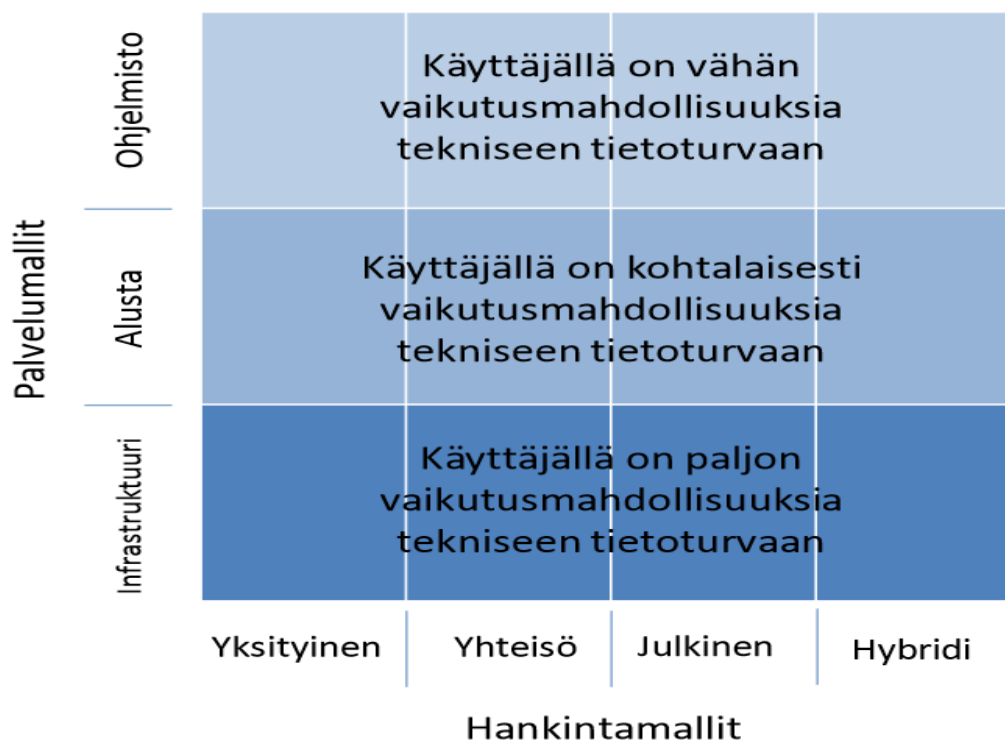 Palvelumallit
Ohjelmisto
Käyttäjällä on vähän
vaikutusmahdollisuuksia
tekniseen tietoturvaan
Alusta
Käyttäjällä on kohtalaisesti
vaikutusmahdollisuuksia
tekniseen tietoturvaan
Infrastruktuuri
Käyttäjällä on paljon
vaikutusmahdollisuuksia
tekniseen tietoturvaan
Yksityinen
Yhteisö
Julkinen
Hybridi
Hankintamallit